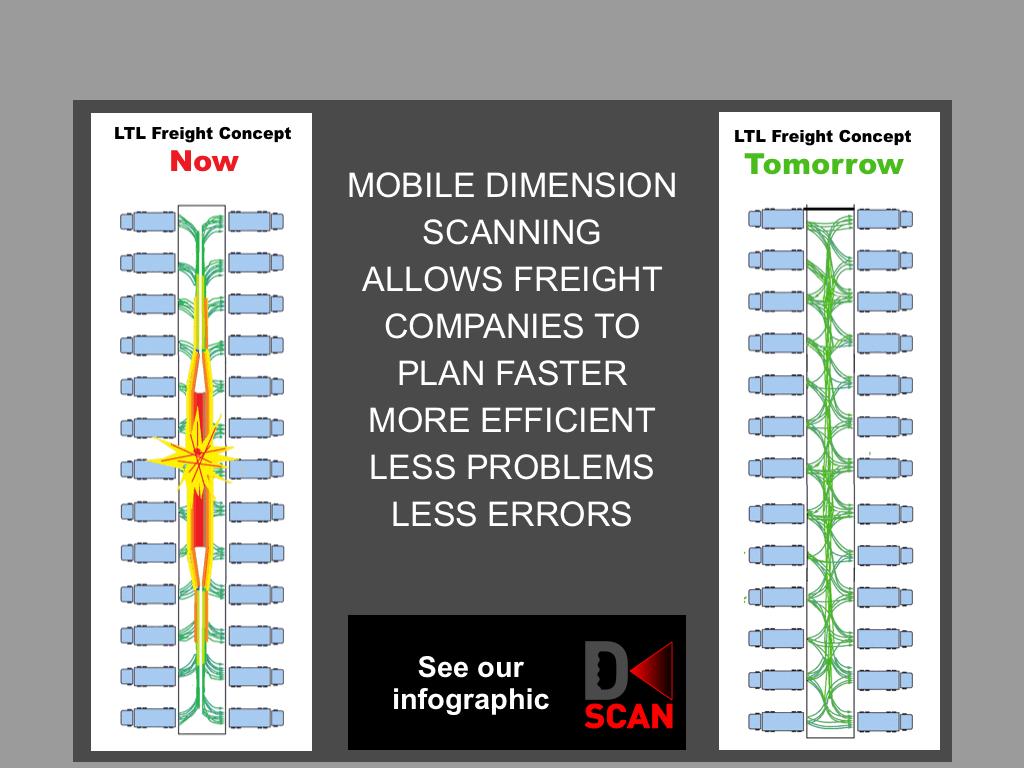 LTL Freight Concept
Now
MOBILE DIMENSION
SCANNING
ALLOWS FREIGHT
COMPANIES TO
PLAN FASTER
MORE EFFICIENT
LESS PROBLEMS
LESS ERRORS
See our
infographic
D
SCAN
LTL Freight Concept
Tomorrow